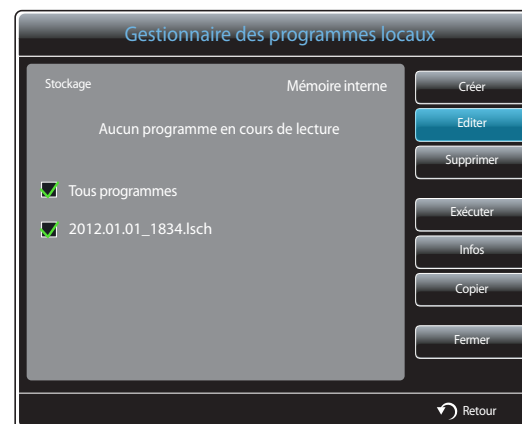 Gestionnaire des programmes locaux
Stockage
Mémoire interne
Aucun programme en cours de lecture
Tous programmes
2012.01.01_1834.lsch
Créer
Editer
Supprimer
Exécuter
Infos
Copier
Fermer
Retour